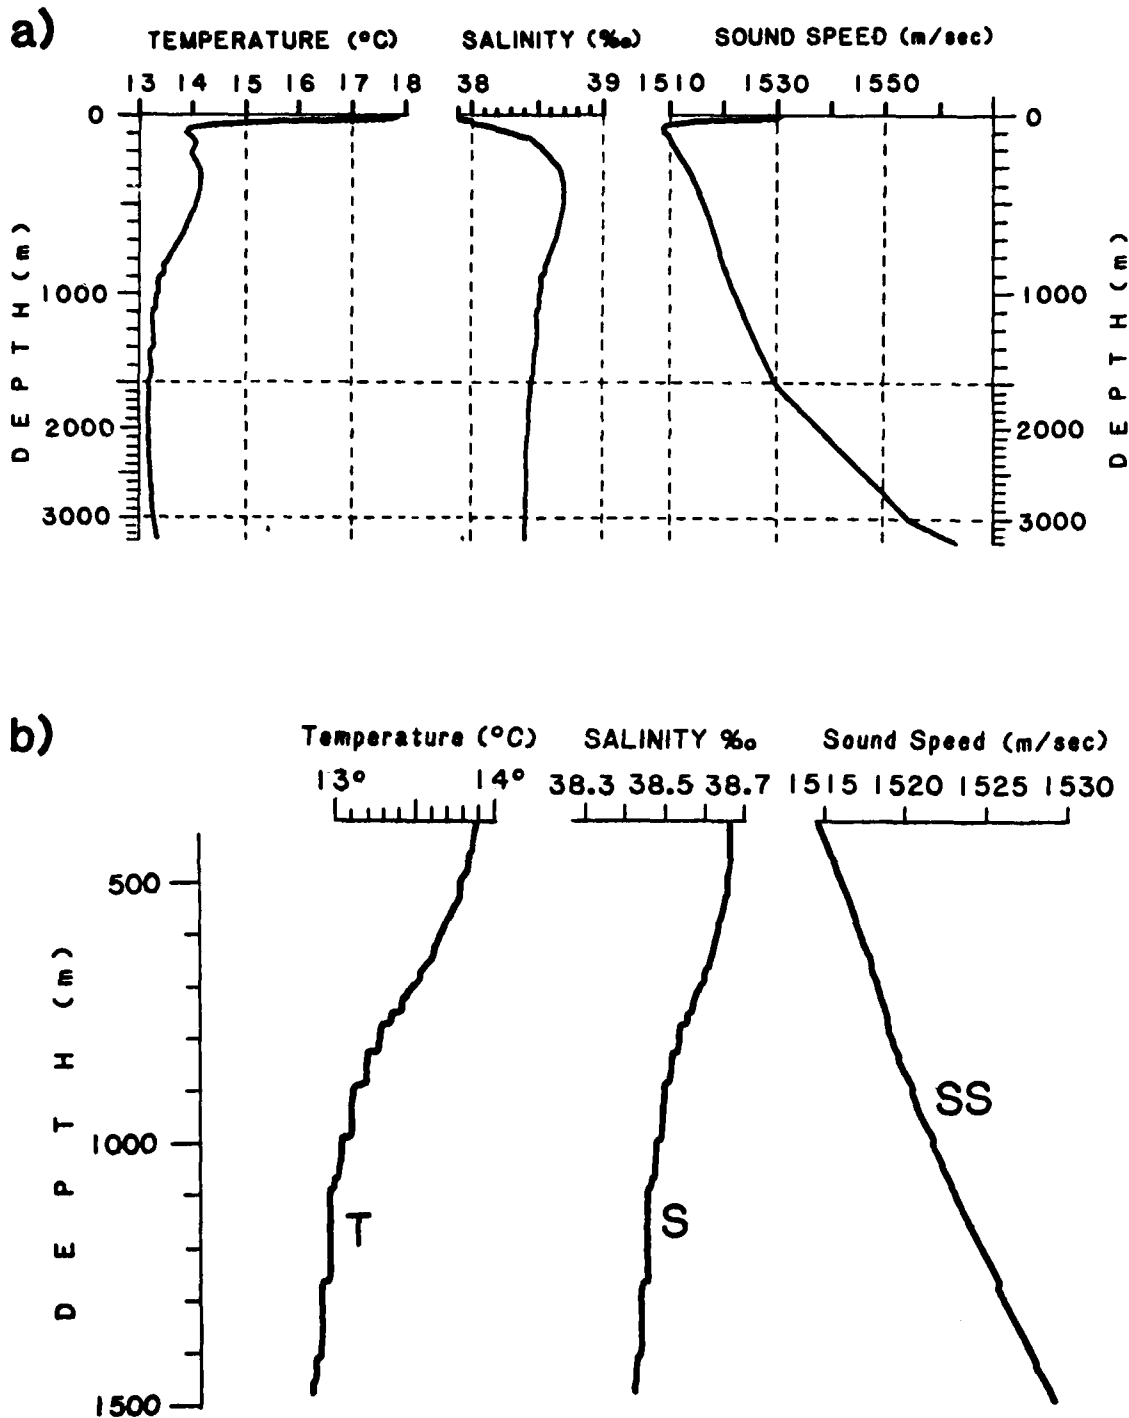 a)
TEMPERATURE (°C) SALINITY (‰) SOUND SPEED (m/sec)
13 14 15 16 17 18 38 39 1510 1530 1550
0 0
DEPTH (m) DEPTH (m)
1000 1000
2000 2000
3000 3000
b)
Temperature (°C) SALINITY ‰ Sound Speed (m/sec)
13° 14° 38.3 38.5 38.7 1515 1520 1525 1530
500
DEPTH (m)
SS
1000
T S
1500